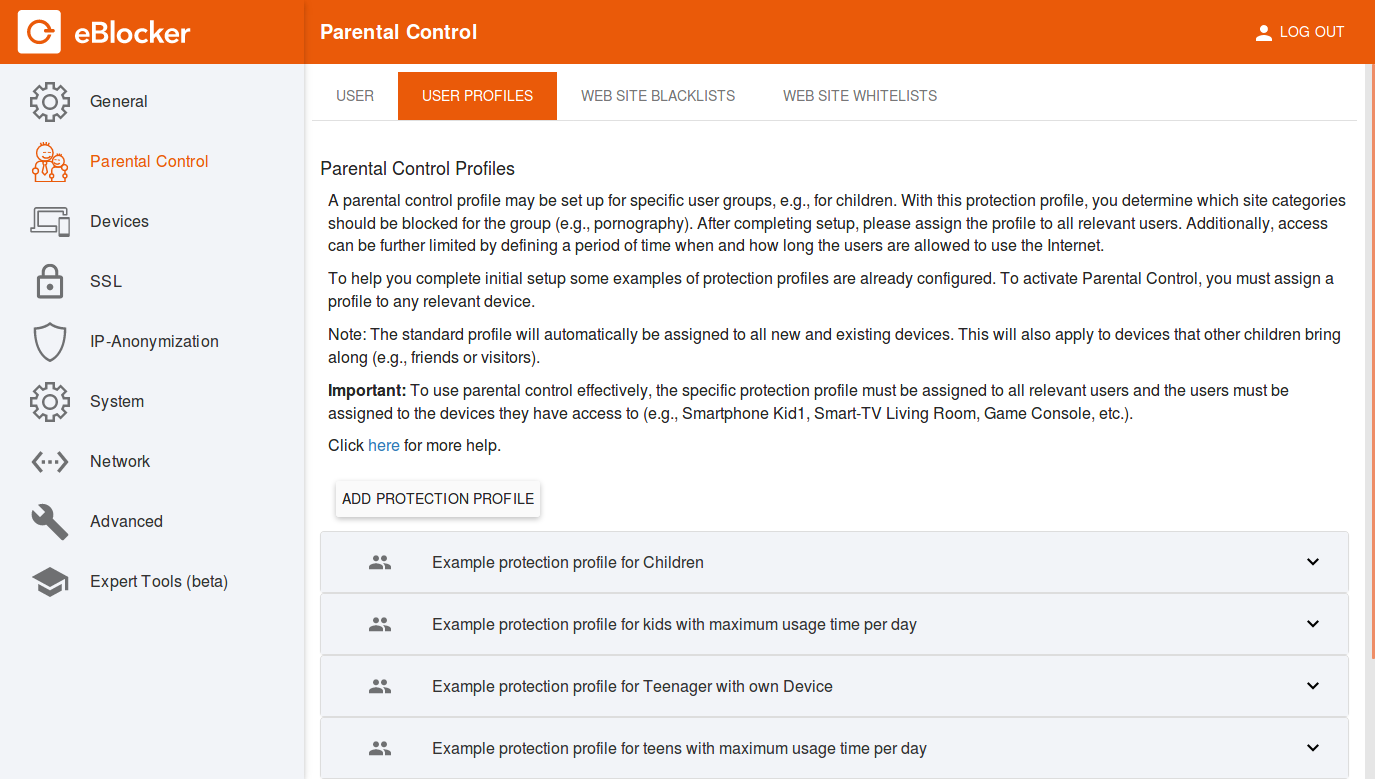 eBlocker
Parental Control
LOG OUT
General
Parental Control
Devices
SSL
IP-Anonymization
System
Network
Advanced
Expert Tools (beta)
USER
USER PROFILES
WEB SITE BLACKLISTS
WEB SITE WHITELISTS
Parental Control Profiles
A parental control profile may be set up for specific user groups, e.g., for children. With this protection profile, you determine which site categories
should be blocked for the group (e.g., pornography). After completing setup, please assign the profile to all relevant users. Additionally, access
can be further limited by defining a period of time when and how long the users are allowed to use the Internet.
To help you complete initial setup some examples of protection profiles are already configured. To activate Parental Control, you must assign a
profile to any relevant device.
Note: The standard profile will automatically be assigned to all new and existing devices. This will also apply to devices that other children bring
along (e.g., friends or visitors).
Important: To use parental control effectively, the specific protection profile must be assigned to all relevant users and the users must be
assigned to the devices they have access to (e.g., Smartphone Kid1, Smart-TV Living Room, Game Console, etc.).
Click here for more help.
ADD PROTECTION PROFILE
Example protection profile for Children
Example protection profile for kids with maximum usage time per day
Example protection profile for Teenager with own Device
Example protection profile for teens with maximum usage time per day